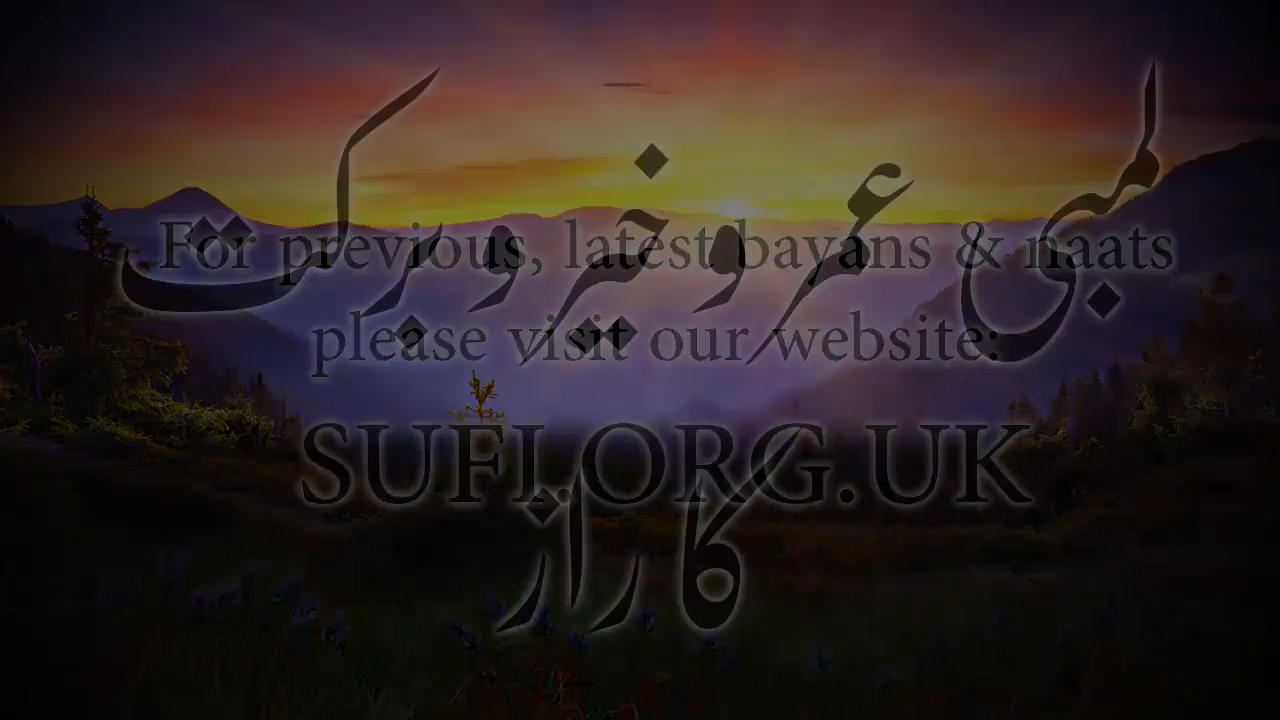 لمبی عمر و خیر و برکت
کا راز
For previous, latest bayans & naats
please visit our website:
SUFI.ORG.UK